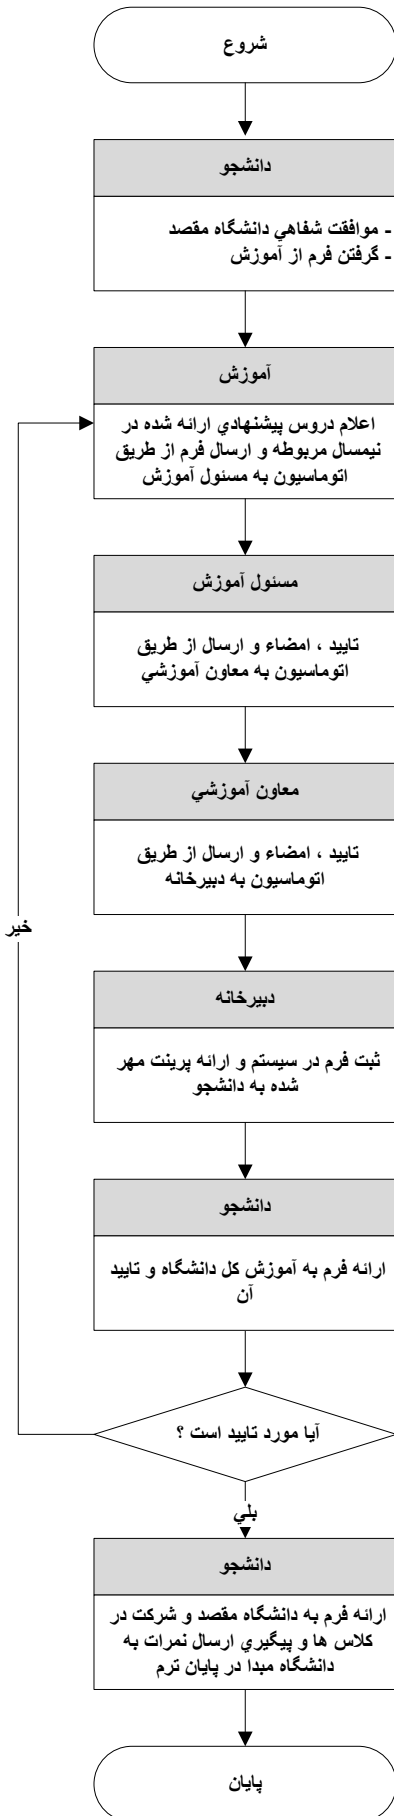 شروع
دانشجو
- موافقت شفاهي دانشگاه مقصد
- گرفتن فرم از آموزش
آموزش
اعلام دروس پيشنهادي ارائه شده در
نيمسال مربوطه و ارسال فرم از طريق
اتوماسيون به مسئول آموزش
مسئول آموزش
تاييد ، امضاء و ارسال از طريق
اتوماسيون به معاون آموزشي
معاون آموزشي
تاييد ، امضاء و ارسال از طريق
اتوماسيون به دبيرخانه
خير
دبيرخانه
ثبت فرم در سيستم و ارائه پرينت مهر
شده به دانشجو
دانشجو
ارائه فرم به آموزش كل دانشگاه و تاييد
آن
آيا مورد تاييد است ؟
بلي
دانشجو
ارائه فرم به دانشگاه مقصد و شركت در
كلاس ها و پيگيري ارسال نمرات به
دانشگاه مبدا در پايان ترم
پايان